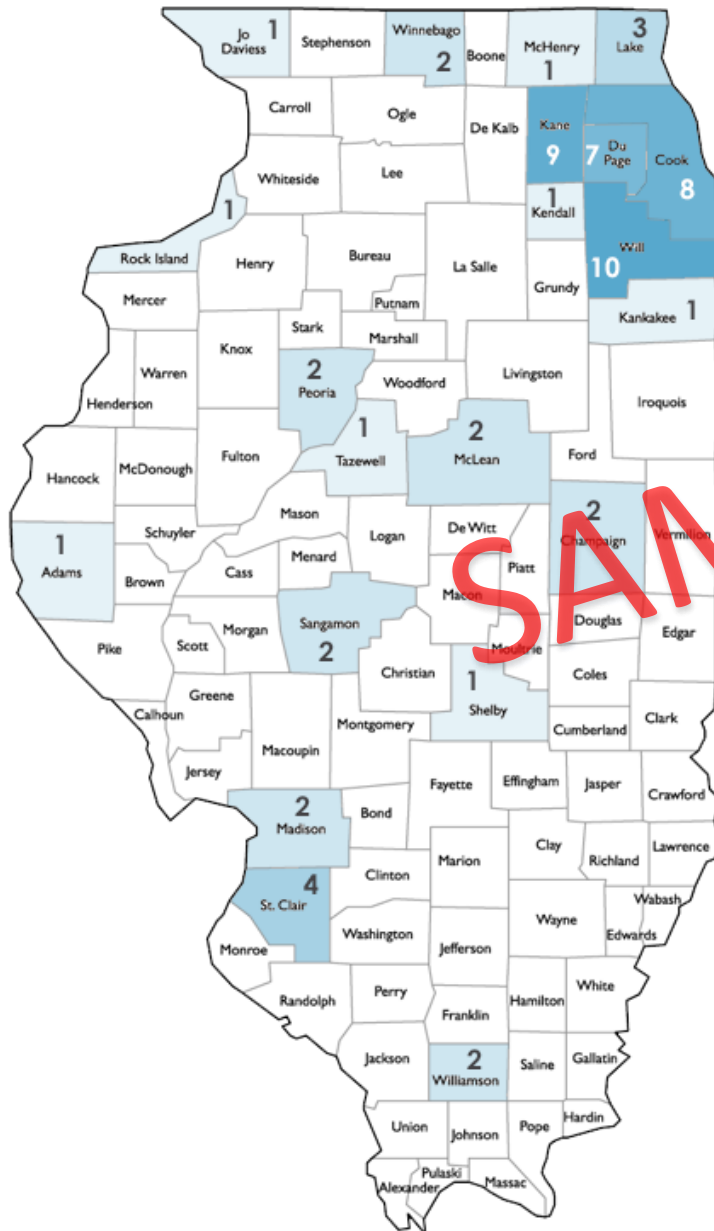 Jo
Daviess
1
Stephenson
Winnebago
2
Boone
McHenry
1
3
Lake
Carroll
Ogle
De Kalb
Kane
9
7
Du
Page
Cook
8
Whiteside
Lee
1
Kendall
1
Rock Island
Henry
Bureau
La Salle
Will
10
Grundy
Mercer
Putnam
Kankakee
1
Stark
Marshall
Knox
Warren
Henderson
2
Peoria
Woodford
Livingston
Iroquois
1
Tazewell
2
McLean
Ford
Hancock
McDonough
Fulton
Mason
Logan
De Witt
2
Champaign
Vermilion
Schuyler
1
Adams
Brown
Cass
Menard
Macon
Piatt
SAM
Pike
Scott
Morgan
Sangamon
2
Christian
Moultrie
Douglas
Edgar
Coles
1
Shelby
Greene
Calhoun
Macoupin
Montgomery
Cumberland
Clark
Jersey
Fayette
Effingham
Jasper
Crawford
2
Madison
Bond
Clay
Richland
Lawrence
Marion
Clinton
4
St. Clair
Wayne
Wabash
Edwards
Monroe
Washington
Jefferson
Randolph
Perry
Franklin
Hamilton
White
Jackson
2
Williamson
Saline
Gallatin
Union
Johnson
Pope
Hardin
Alexander
Pulaski
Massac